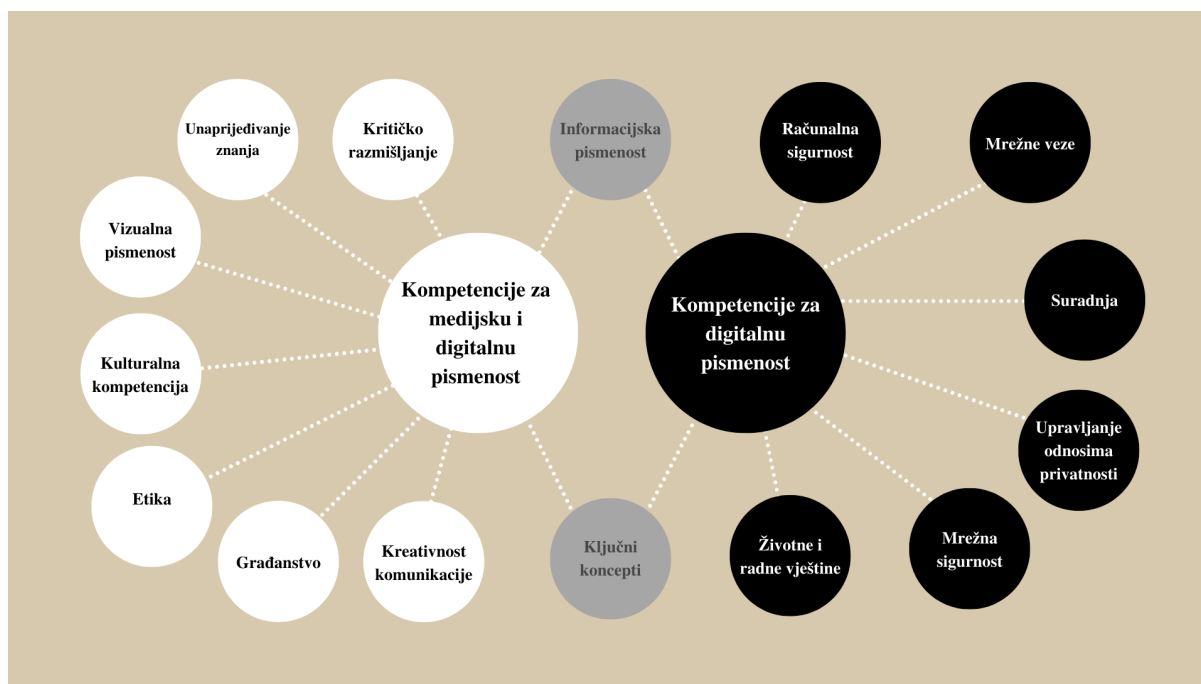 Unaprijeđivanje
znanja
Kritičko
razmišljanje
Informacijska
pismenost
Računalna
sigurnost
Mrežne veze
Vizualna
pismenost
Kompetencije za
medijsku i
digitalnu
pismenost
Kompetencije za
digitalnu
pismenost
Suradnja
Kulturalna
kompetencija
Upravljanje
odnosima
privatnosti
Etika
Građanstvo
Kreativnost
komunikacije
Ključni
koncepti
Životne i
radne vještine
Mrežna
sigurnost